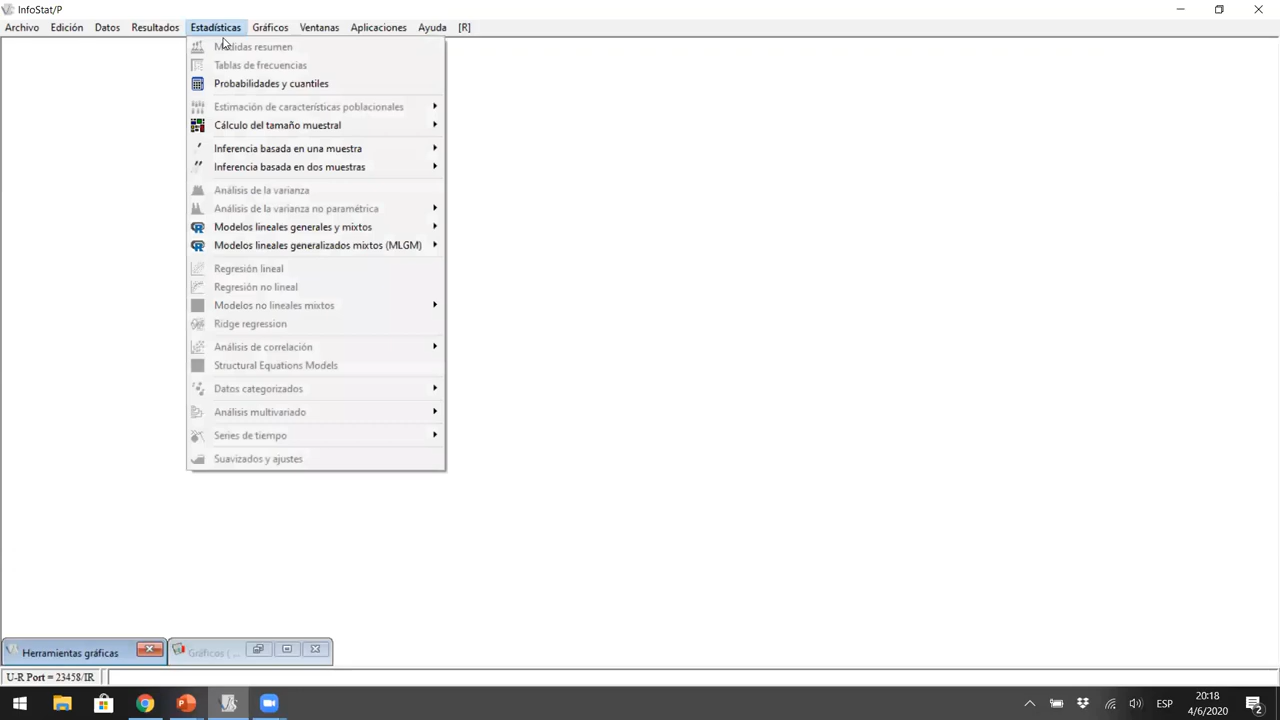 InfoStat/P
Archivo Edición Datos Resultados Estadísticas Gráficos Ventanas Aplicaciones Ayuda [R]
Medidas resumen
Tablas de frecuencias
Probabilidades y cuantiles
Estimación de características poblacionales
Cálculo del tamaño muestral
Inferencia basada en una muestra
Inferencia basada en dos muestras
Análisis de la varianza
Análisis de la varianza no paramétrica
Modelos lineales generales y mixtos
Modelos lineales generalizados mixtos (MLGM)
Regresión lineal
Regresión no lineal
Modelos no lineales mixtos
Ridge regression
Análisis de correlación
Structural Equations Models
Datos categorizados
Análisis multivariado
Series de tiempo
Suavizados y ajustes
Herramientas gráficas Gráficos ( ...
U-R Port = 23458/IR
ESP
20:18
4/6/2020
2